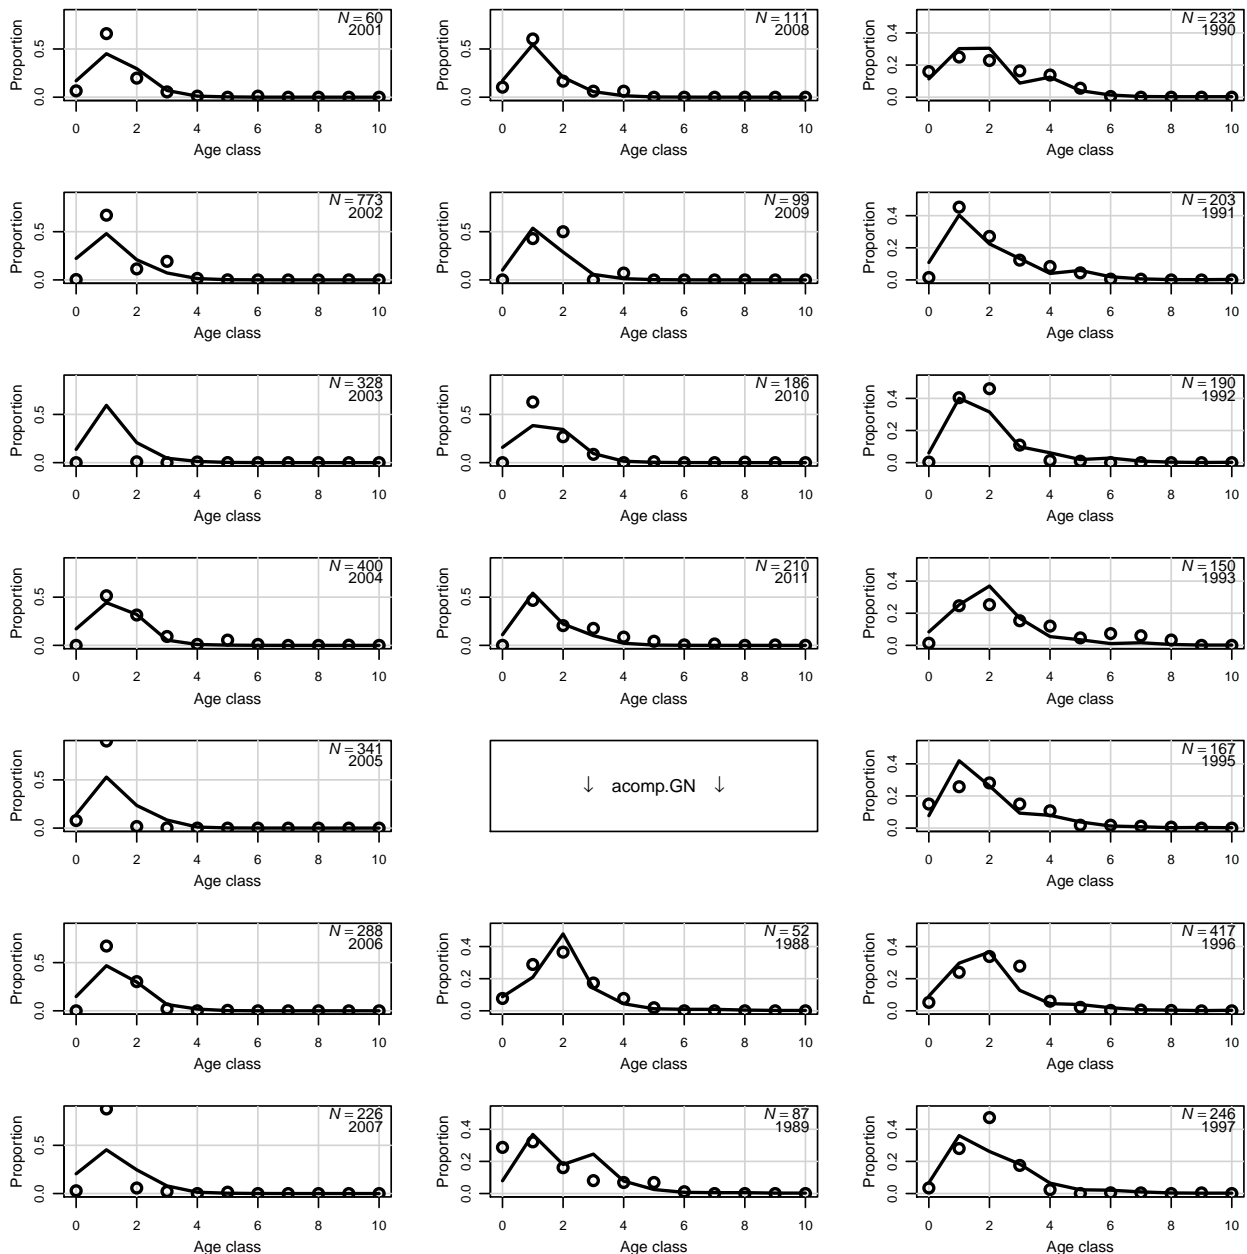 N = 60
2001
Proportion
0.0 0.5
0 2 4 6 8 10
Age class
N = 773
2002
Proportion
0.0 0.5
0 2 4 6 8 10
Age class
N = 328
2003
Proportion
0.0 0.5
0 2 4 6 8 10
Age class
N = 400
2004
Proportion
0.0 0.5
0 2 4 6 8 10
Age class
N = 341
2005
Proportion
0.0 0.5
0 2 4 6 8 10
Age class
N = 288
2006
Proportion
0.0 0.5
0 2 4 6 8 10
Age class
N = 226
2007
Proportion
0.0 0.5
0 2 4 6 8 10
Age class
N = 111
2008
Proportion
0.0 0.5
0 2 4 6 8 10
Age class
N = 99
2009
Proportion
0.0 0.5
0 2 4 6 8 10
Age class
N = 186
2010
Proportion
0.0 0.5
0 2 4 6 8 10
Age class
N = 210
2011
Proportion
0.0 0.5
0 2 4 6 8 10
Age class
↓ acomp.GN ↓
N = 52
1988
Proportion
0.0 0.2 0.4
0 2 4 6 8 10
Age class
N = 87
1989
Proportion
0.0 0.2 0.4
0 2 4 6 8 10
Age class
N = 232
1990
Proportion
0.0 0.2 0.4
0 2 4 6 8 10
Age class
N = 203
1991
Proportion
0.0 0.2 0.4
0 2 4 6 8 10
Age class
N = 190
1992
Proportion
0.0 0.2 0.4
0 2 4 6 8 10
Age class
N = 150
1993
Proportion
0.0 0.2 0.4
0 2 4 6 8 10
Age class
N = 167
1995
Proportion
0.0 0.2 0.4
0 2 4 6 8 10
Age class
N = 417
1996
Proportion
0.0 0.2 0.4
0 2 4 6 8 10
Age class
N = 246
1997
Proportion
0.0 0.2 0.4
0 2 4 6 8 10
Age class